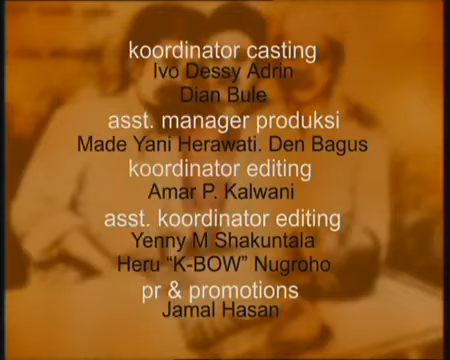 koordinator casting
Ivo Dessy Adrin
Dian Bule
asst. manager produksi
Made Yani Herawati. Den Bagus
koordinator editing
Amar P. Kalwani
asst. koordinator editing
Yenny M Shakuntala
Heru “K-BOW” Nugroho
pr & promotions
Jamal Hasan